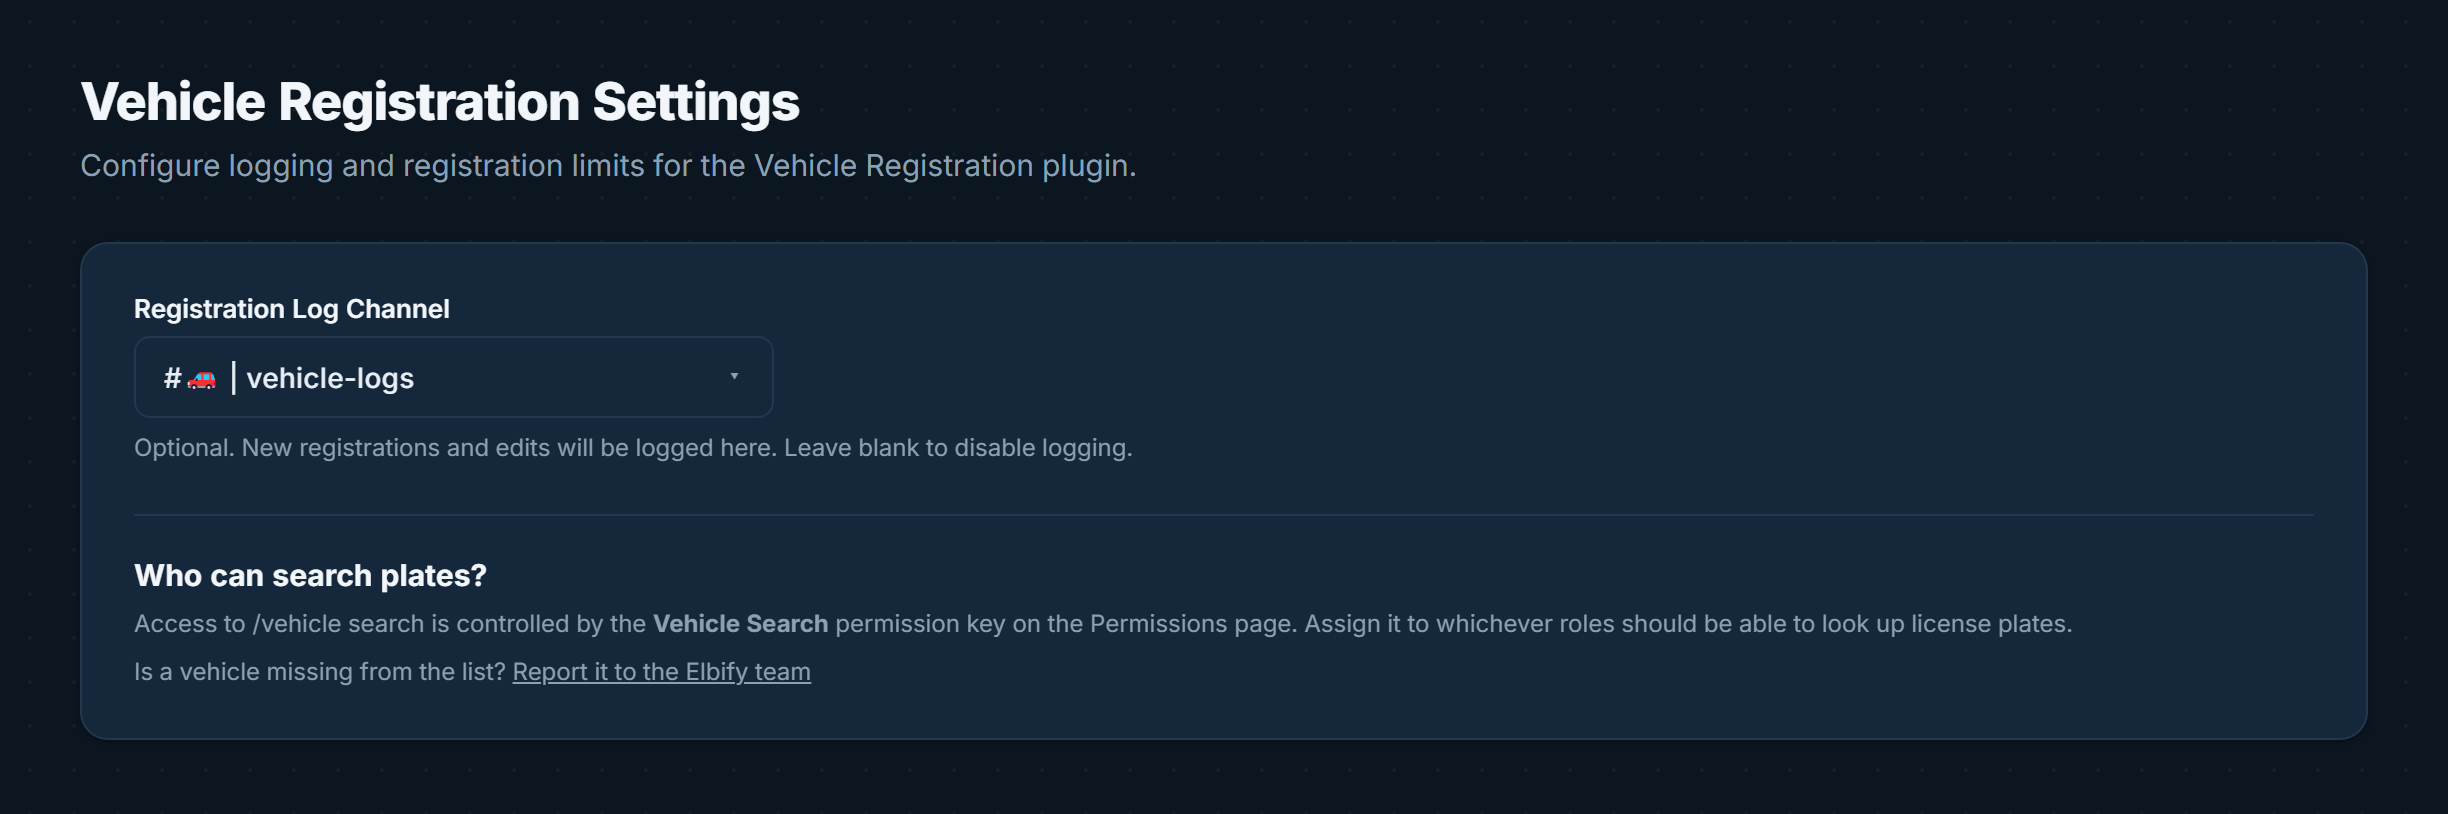 Vehicle Registration Settings
Configure logging and registration limits for the Vehicle Registration plugin.
Registration Log Channel
#🚗 | vehicle-logs
Optional. New registrations and edits will be logged here. Leave blank to disable logging.
Who can search plates?
Access to /vehicle search is controlled by the Vehicle Search permission key on the Permissions page. Assign it to whichever roles should be able to look up license plates.
Is a vehicle missing from the list? Report it to the Elbify team